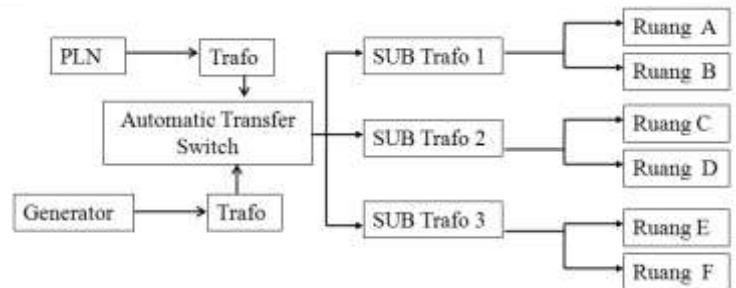 PLN
Trafo
Automatic Transfer
Switch
Generator
Trafo
SUB Trafo 1
SUB Trafo 2
SUB Trafo 3
Ruang A
Ruang B
Ruang C
Ruang D
Ruang E
Ruang F